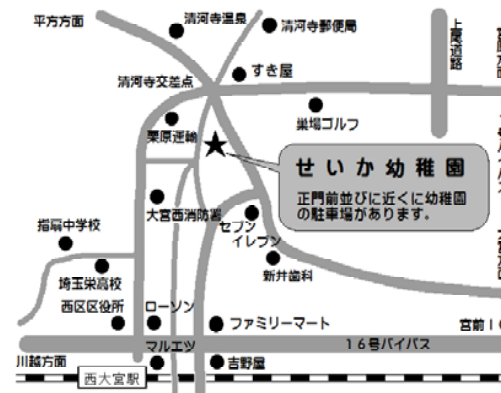 平方方面
清河寺温泉
清河寺郵便局
上尾道路
清河寺交差点
すき屋
栗原運輸
巣場ゴルフ
せいか幼稚園
正門前並びに近くに幼稚園
の駐車場があります。
大宮西消防署
セブン
イレブン
指扇中学校
埼玉栄高校
新井歯科
西区区役所
ローソン
ファミリーマート
マルエツ
16号バイパス
川越方面
吉野屋
西大宮駅